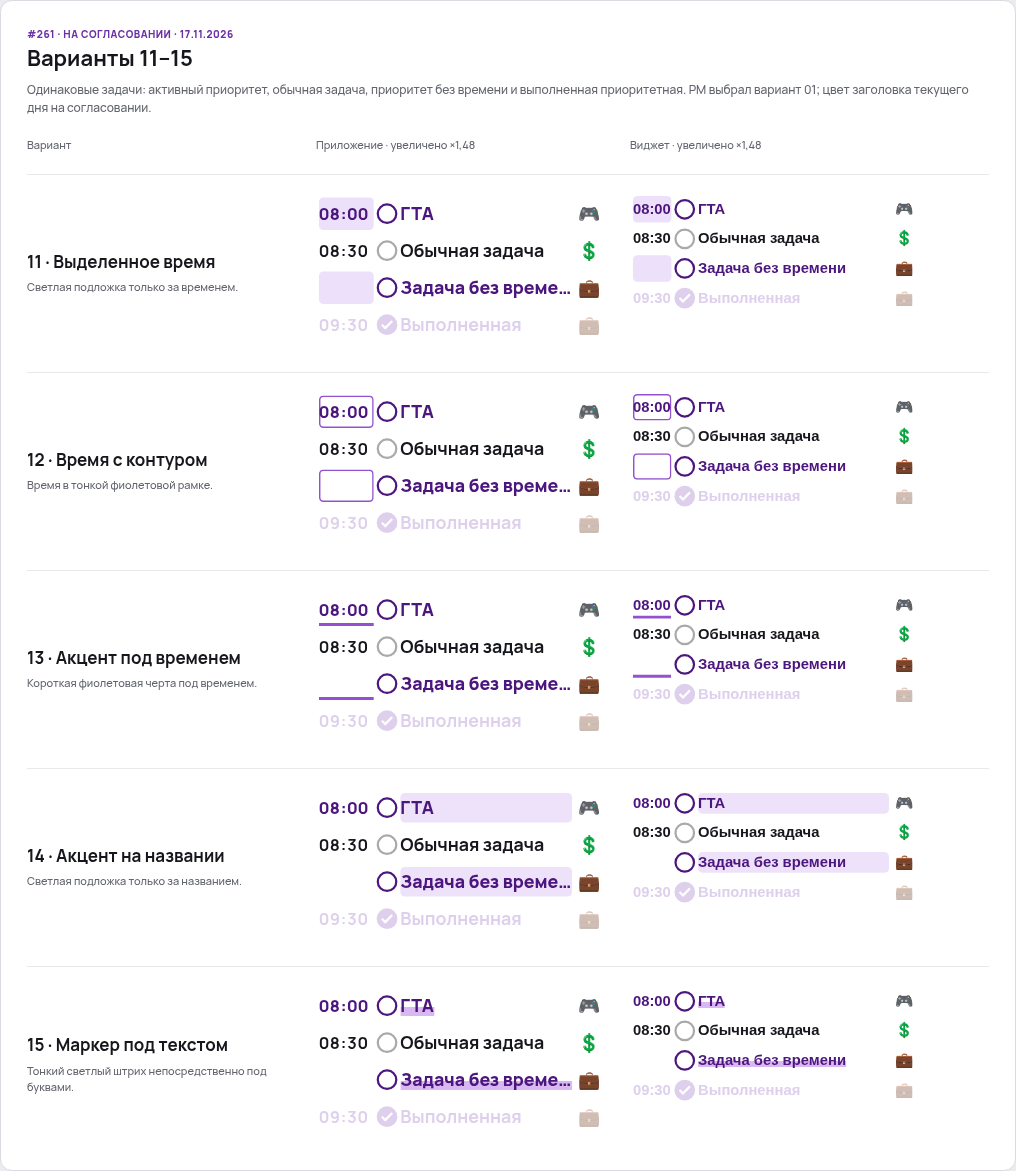 #261 · НА СОГЛАСОВАНИИ · 17.11.2026
Варианты 11–15
Одинаковые задачи: активный приоритет, обычная задача, приоритет без времени и выполненная приоритетная. PM выбрал вариант 01; цвет заголовка текущего
дня на согласовании.
Вариант
Приложение · увеличено ×1,48
Виджет · увеличено ×1,48
11 · Выделенное время
Светлая подложка только за временем.
08:00 ГТА
08:30 Обычная задача
Задача без време...
09:30 Выполненная
08:00 ГТА
08:30 Обычная задача
Задача без времени
09:30 Выполненная
12 · Время с контуром
Время в тонкой фиолетовой рамке.
08:00 ГТА
08:30 Обычная задача
Задача без време...
09:30 Выполненная
08:00 ГТА
08:30 Обычная задача
Задача без времени
09:30 Выполненная
13 · Акцент под временем
Короткая фиолетовая черта под временем.
08:00 ГТА
08:30 Обычная задача
Задача без време...
09:30 Выполненная
08:00 ГТА
08:30 Обычная задача
Задача без времени
09:30 Выполненная
14 · Акцент на названии
Светлая подложка только за названием.
08:00 ГТА
08:30 Обычная задача
Задача без време...
09:30 Выполненная
08:00 ГТА
08:30 Обычная задача
Задача без времени
09:30 Выполненная
15 · Маркер под текстом
Тонкий светлый штрих непосредственно под
буквами.
08:00 ГТА
08:30 Обычная задача
Задача без време...
09:30 Выполненная
08:00 ГТА
08:30 Обычная задача
Задача без времени
09:30 Выполненная